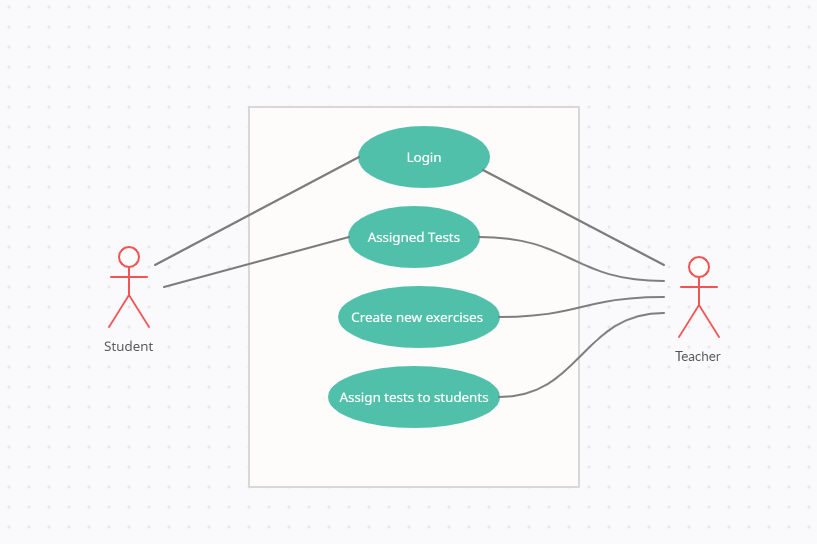 Login
Assigned Tests
Create new exercises
Assign tests to students
Student
Teacher